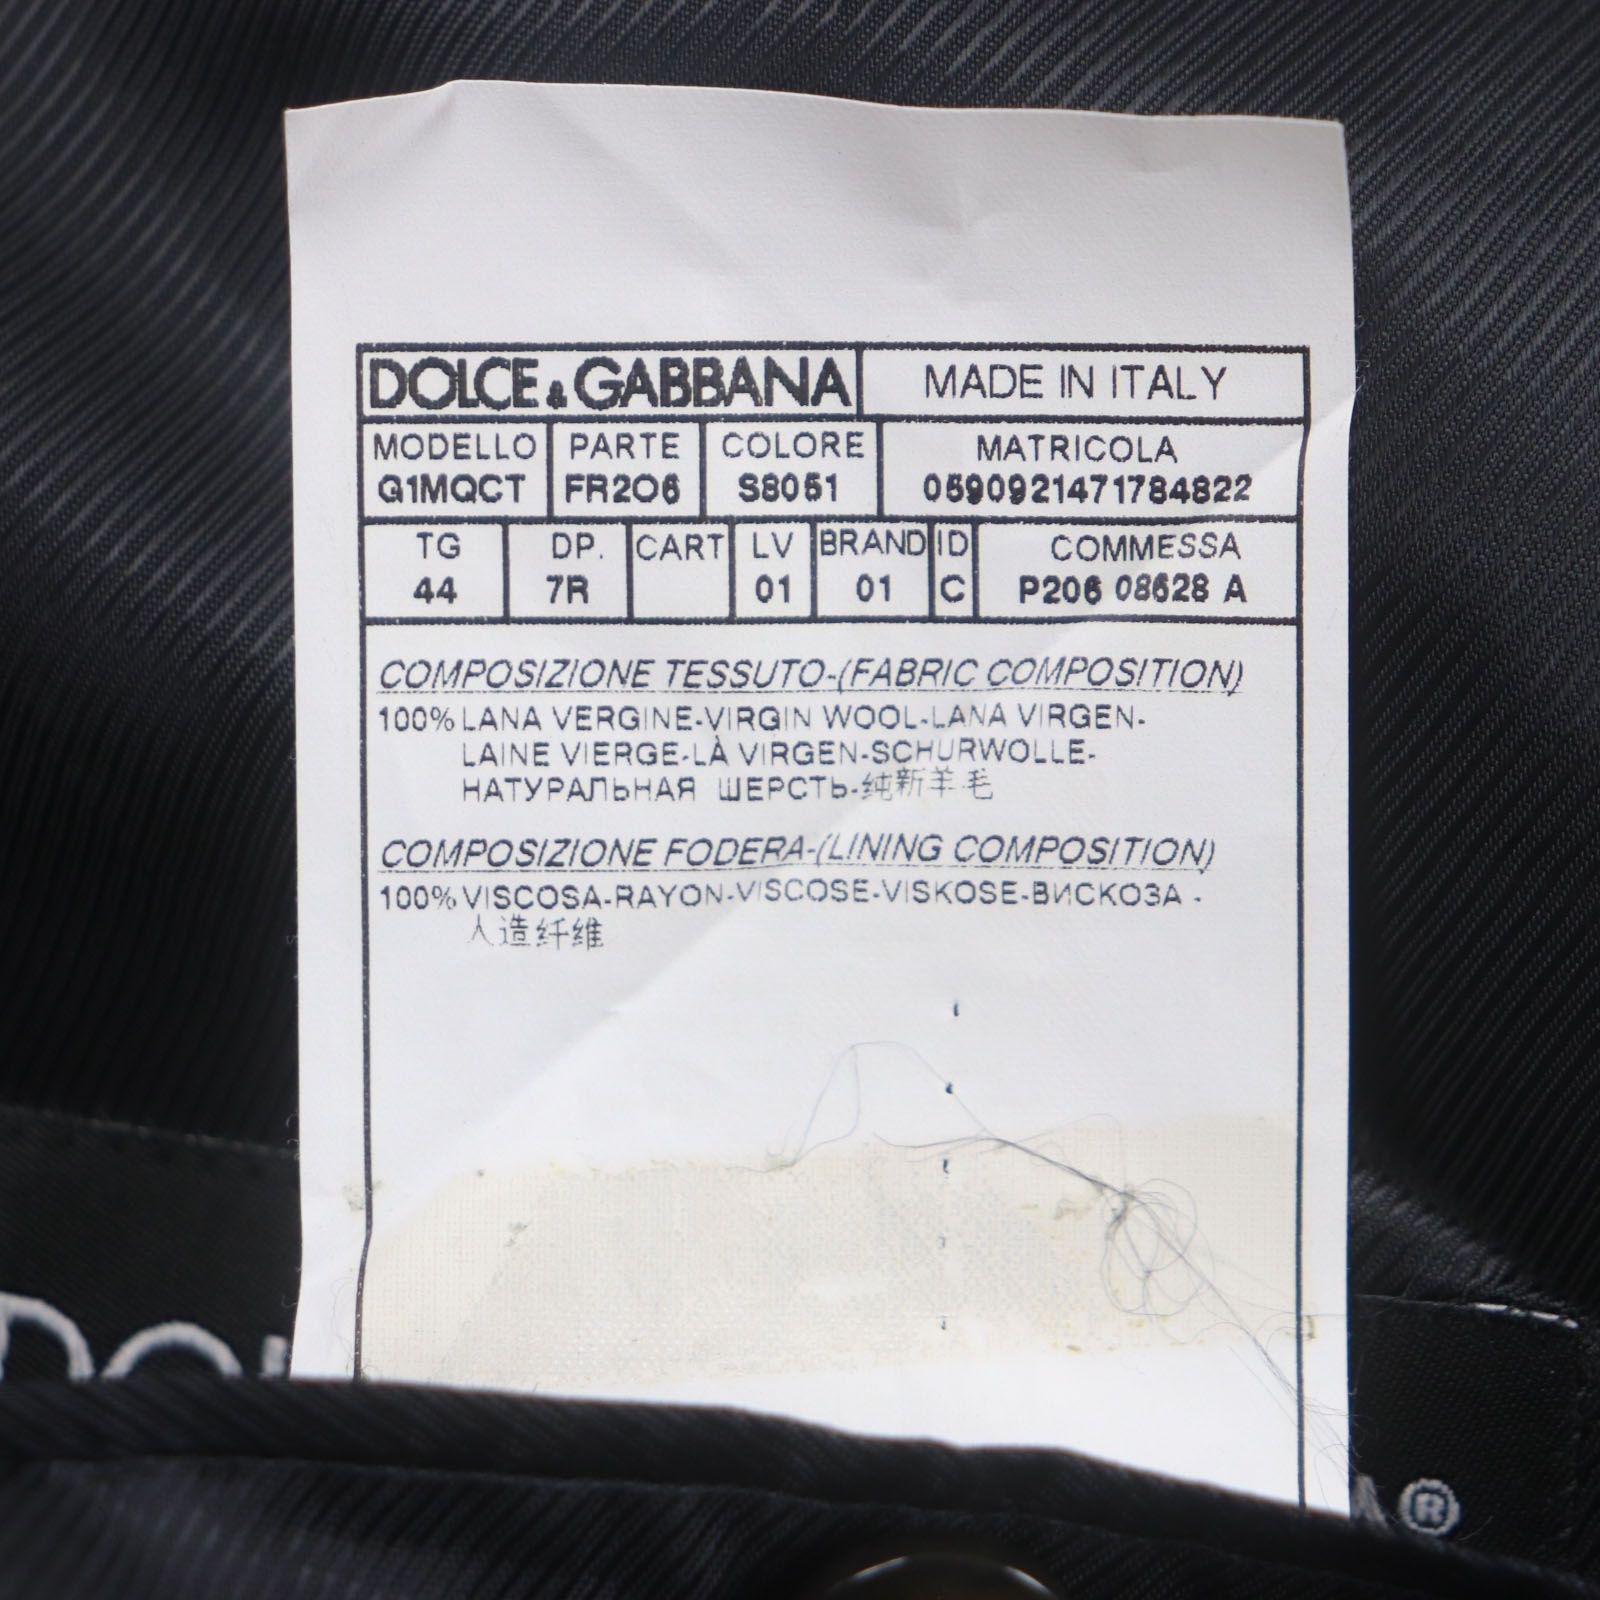 DOLCE & GABBANA MADE IN ITALY
MODELLO PARTE COLORE MATRICOLA
G1MQCT FR2O6 S8051 0590921471784822
TG DP. CART LV BRAND ID COMMESSA
44 7R 01 01 C P206 08628 A
COMPOSIZIONE TESSUTO-(FABRIC COMPOSITION)
100% LANA VERGINE-VIRGIN WOOL-LANA VIRGEN-
LAINE VIERGE-LÀ VIRGEN-SCHURWOLLE-
НАТУРАЛЬНАЯ ШЕРСТЬ-纯新羊毛
COMPOSIZIONE FODERA-(LINING COMPOSITION)
100% VISCOSA-RAYON-VISCOSE-VISKOSE-ВИСКОЗА -
人造纤维